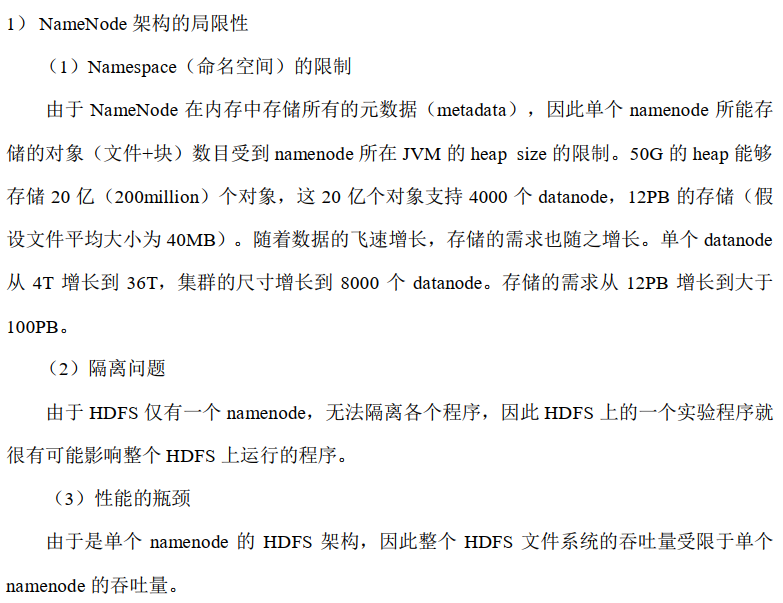 1） NameNode 架构的局限性
（1）Namespace（命名空间）的限制
由于 NameNode 在内存中存储所有的元数据（metadata），因此单个 namenode 所能存
储的对象（文件+块）数目受到 namenode 所在 JVM 的 heap size 的限制。50G 的 heap 能够
存储 20 亿（200million）个对象，这 20 亿个对象支持 4000 个 datanode，12PB 的存储（假
设文件平均大小为 40MB）。随着数据的飞速增长，存储的需求也随之增长。单个 datanode
从 4T 增长到 36T，集群的尺寸增长到 8000 个 datanode。存储的需求从 12PB 增长到大于
100PB。
（2）隔离问题
由于 HDFS 仅有一个 namenode，无法隔离各个程序，因此 HDFS 上的一个实验程序就
很有可能影响整个 HDFS 上运行的程序。
（3）性能的瓶颈
由于是单个 namenode 的 HDFS 架构，因此整个 HDFS 文件系统的吞吐量受限于单个
namenode 的吞吐量。